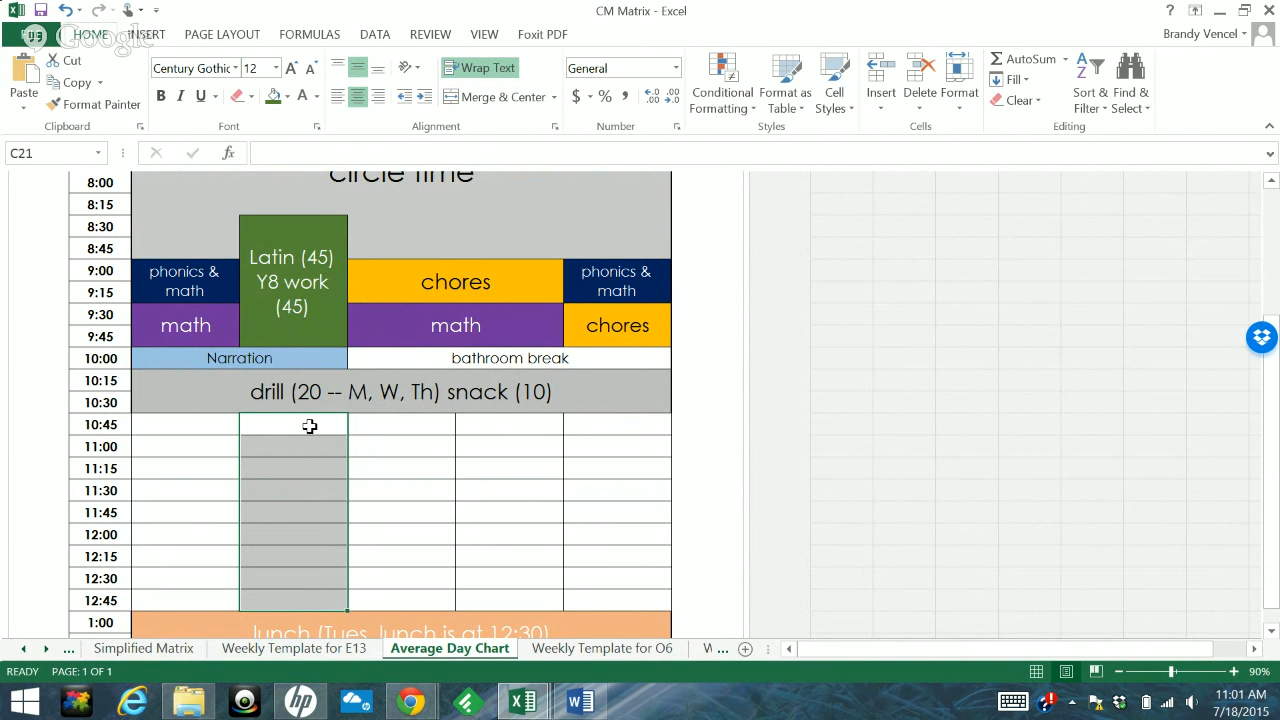 CM Matrix - Excel
FILE HOME INSERT PAGE LAYOUT FORMULAS DATA REVIEW VIEW Foxit PDF Brandy Vencel
Google
Paste Cut Copy Format Painter
Century Gothic 12 B I U
Wrap Text Merge & Center
General $ % ,
Conditional Formatting Format as Table Cell Styles
Insert Delete Format
AutoSum Fill Clear Sort & Filter Find & Select
Clipboard Font Alignment Number Styles Cells Editing
C21 fx
circle time
8:00
8:15
8:30
8:45
Latin (45)
Y8 work
(45)
9:00 phonics & math chores phonics & math
9:15
9:30 math math chores
9:45
10:00 Narration bathroom break
10:15 drill (20 -- M, W, Th) snack (10)
10:30
10:45
11:00
11:15
11:30
11:45
12:00
12:15
12:30
12:45
1:00 lunch (Tues. lunch is at 12:30)
... Simplified Matrix Weekly Template for E13 Average Day Chart Weekly Template for O6 W ...
READY PAGE: 1 OF 1 90%
11:01 AM
7/18/2015